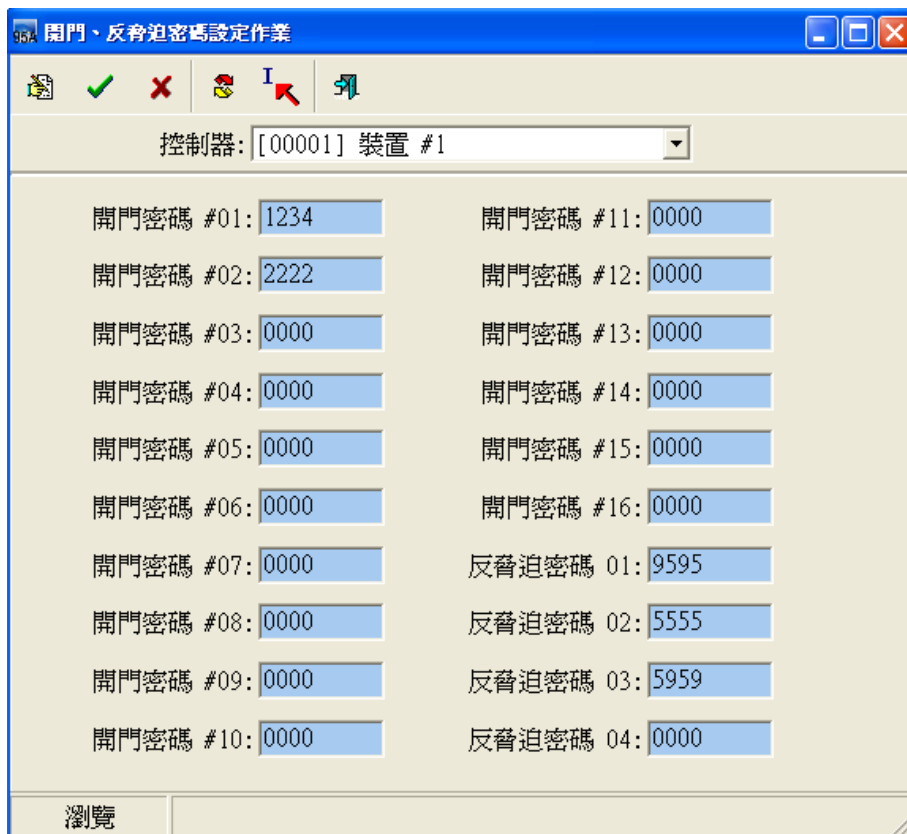 95A 開門、反脅迫密碼設定作業
I
控制器: [00001] 裝置 #1
開門密碼 #01: 1234 開門密碼 #11: 0000
開門密碼 #02: 2222 開門密碼 #12: 0000
開門密碼 #03: 0000 開門密碼 #13: 0000
開門密碼 #04: 0000 開門密碼 #14: 0000
開門密碼 #05: 0000 開門密碼 #15: 0000
開門密碼 #06: 0000 開門密碼 #16: 0000
開門密碼 #07: 0000 反脅迫密碼 01: 9595
開門密碼 #08: 0000 反脅迫密碼 02: 5555
開門密碼 #09: 0000 反脅迫密碼 03: 5959
開門密碼 #10: 0000 反脅迫密碼 04: 0000
瀏覽